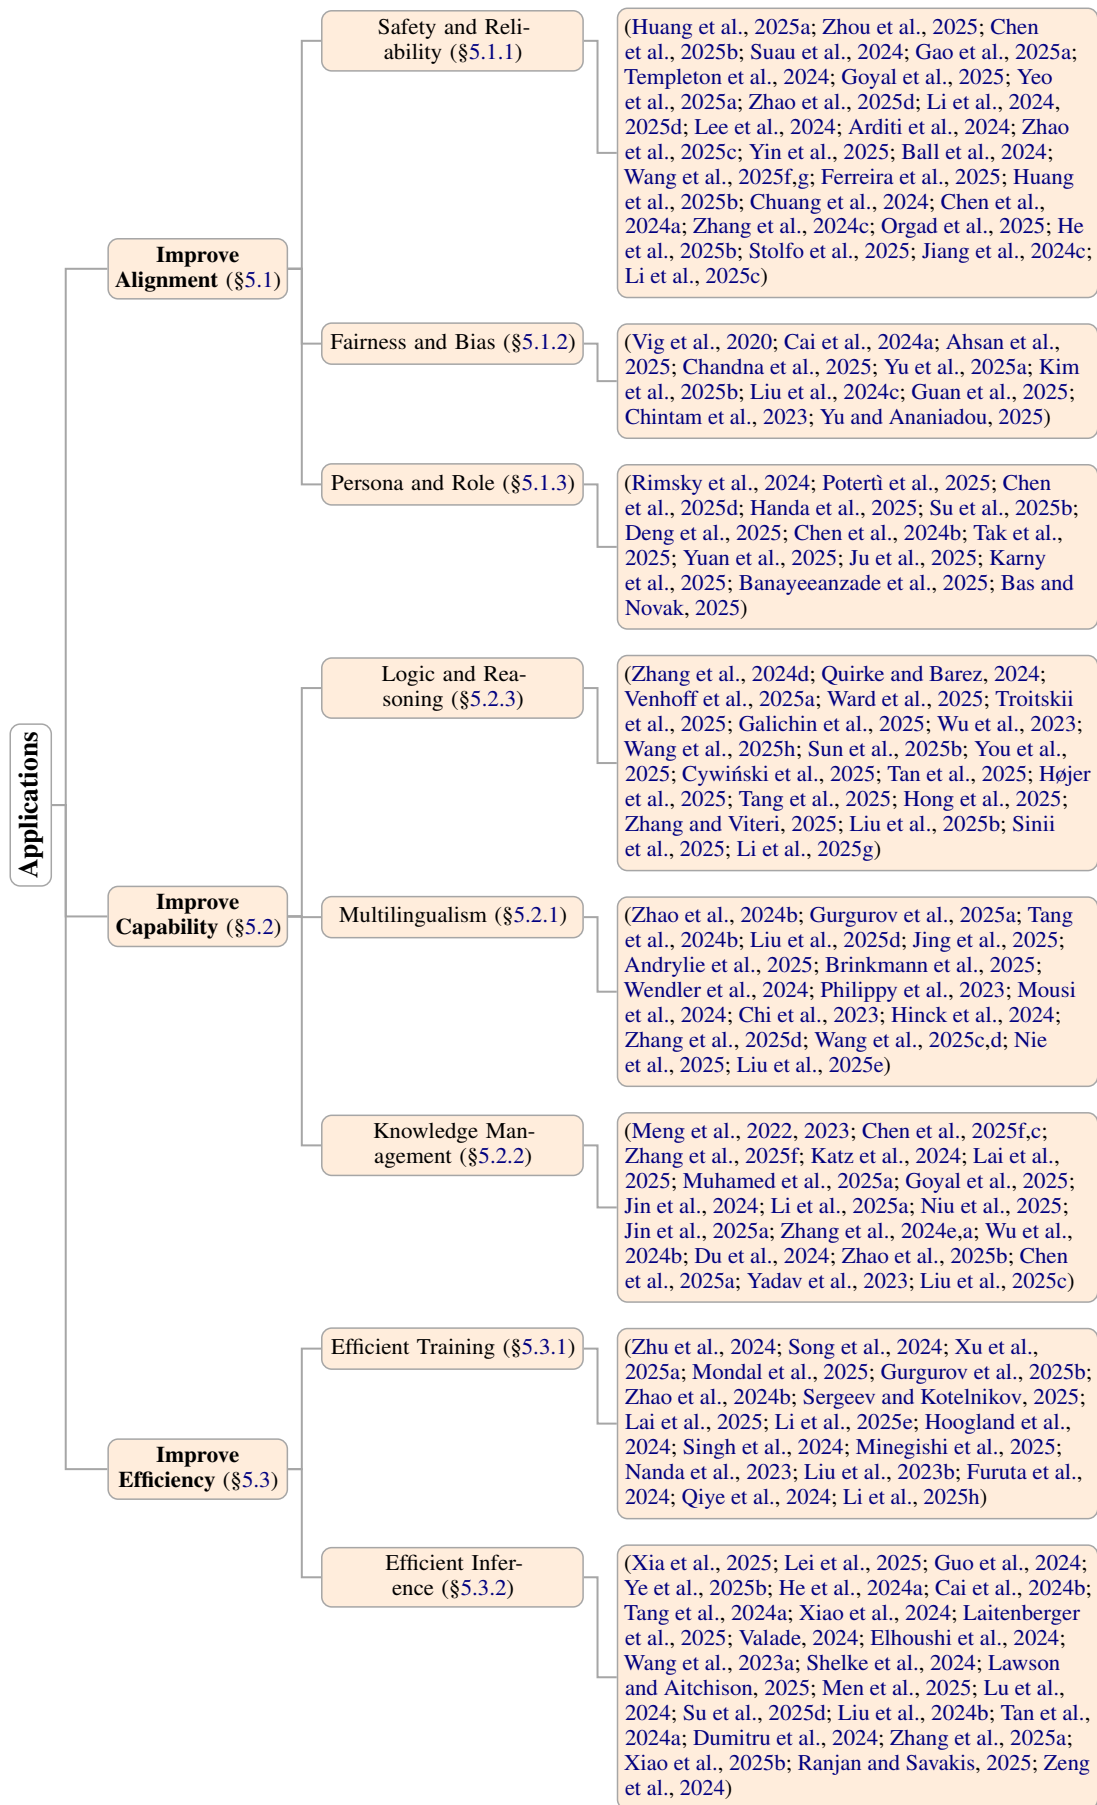 Applications
Improve
Alignment (§5.1)
Safety and Reli-
ability (§5.1.1)
(Huang et al., 2025a; Zhou et al., 2025; Chen
et al., 2025b; Suau et al., 2024; Gao et al., 2025a;
Templeton et al., 2024; Goyal et al., 2025; Yeo
et al., 2025a; Zhao et al., 2025d; Li et al., 2024,
2025d; Lee et al., 2024; Arditi et al., 2024; Zhao
et al., 2025c; Yin et al., 2025; Ball et al., 2024;
Wang et al., 2025f,g; Ferreira et al., 2025; Huang
et al., 2025b; Chuang et al., 2024; Chen et al.,
2024a; Zhang et al., 2024c; Orgad et al., 2025; He
et al., 2025b; Stolfo et al., 2025; Jiang et al., 2024c;
Li et al., 2025c)
Fairness and Bias (§5.1.2)
(Vig et al., 2020; Cai et al., 2024a; Ahsan et al.,
2025; Chandna et al., 2025; Yu et al., 2025a; Kim
et al., 2025b; Liu et al., 2024c; Guan et al., 2025;
Chintam et al., 2023; Yu and Ananiadou, 2025)
Persona and Role (§5.1.3)
(Rimsky et al., 2024; Potertì et al., 2025; Chen
et al., 2025d; Handa et al., 2025; Su et al., 2025b;
Deng et al., 2025; Chen et al., 2024b; Tak et al.,
2025; Yuan et al., 2025; Ju et al., 2025; Karny
et al., 2025; Banayeeanzade et al., 2025; Bas and
Novak, 2025)
Improve
Capability (§5.2)
Logic and Rea-
soning (§5.2.3)
(Zhang et al., 2024d; Quirke and Barez, 2024;
Venhoff et al., 2025a; Ward et al., 2025; Troitskii
et al., 2025; Galichin et al., 2025; Wu et al., 2023;
Wang et al., 2025h; Sun et al., 2025b; You et al.,
2025; Cywiński et al., 2025; Tan et al., 2025; Højer
et al., 2025; Tang et al., 2025; Hong et al., 2025;
Zhang and Viteri, 2025; Liu et al., 2025b; Sinii
et al., 2025; Li et al., 2025g)
Multilingualism (§5.2.1)
(Zhao et al., 2024b; Gurgurov et al., 2025a; Tang
et al., 2024b; Liu et al., 2025d; Jing et al., 2025;
Andrylie et al., 2025; Brinkmann et al., 2025;
Wendler et al., 2024; Philippy et al., 2023; Mousi
et al., 2024; Chi et al., 2023; Hinck et al., 2024;
Zhang et al., 2025d; Wang et al., 2025c,d; Nie
et al., 2025; Liu et al., 2025e)
Knowledge Man-
agement (§5.2.2)
(Meng et al., 2022, 2023; Chen et al., 2025f,c;
Zhang et al., 2025f; Katz et al., 2024; Lai et al.,
2025; Muhamed et al., 2025a; Goyal et al., 2025;
Jin et al., 2024; Li et al., 2025a; Niu et al., 2025;
Jin et al., 2025a; Zhang et al., 2024e,a; Wu et al.,
2024b; Du et al., 2024; Zhao et al., 2025b; Chen
et al., 2025a; Yadav et al., 2023; Liu et al., 2025c)
Improve
Efficiency (§5.3)
Efficient Training (§5.3.1)
(Zhu et al., 2024; Song et al., 2024; Xu et al.,
2025a; Mondal et al., 2025; Gurgurov et al., 2025b;
Zhao et al., 2024b; Sergeev and Kotelnikov, 2025;
Lai et al., 2025; Li et al., 2025e; Hoogland et al.,
2024; Singh et al., 2024; Minegishi et al., 2025;
Nanda et al., 2023; Liu et al., 2023b; Furuta et al.,
2024; Qiye et al., 2024; Li et al., 2025h)
Efficient Infer-
ence (§5.3.2)
(Xia et al., 2025; Lei et al., 2025; Guo et al., 2024;
Ye et al., 2025b; He et al., 2024a; Cai et al., 2024b;
Tang et al., 2024a; Xiao et al., 2024; Laitenberger
et al., 2025; Valade, 2024; Elhoushi et al., 2024;
Wang et al., 2023a; Shelke et al., 2024; Lawson
and Aitchison, 2025; Men et al., 2025; Lu et al.,
2024; Su et al., 2025d; Liu et al., 2024b; Tan et al.,
2024a; Dumitru et al., 2024; Zhang et al., 2025a;
Xiao et al., 2025b; Ranjan and Savakis, 2025; Zeng
et al., 2024)